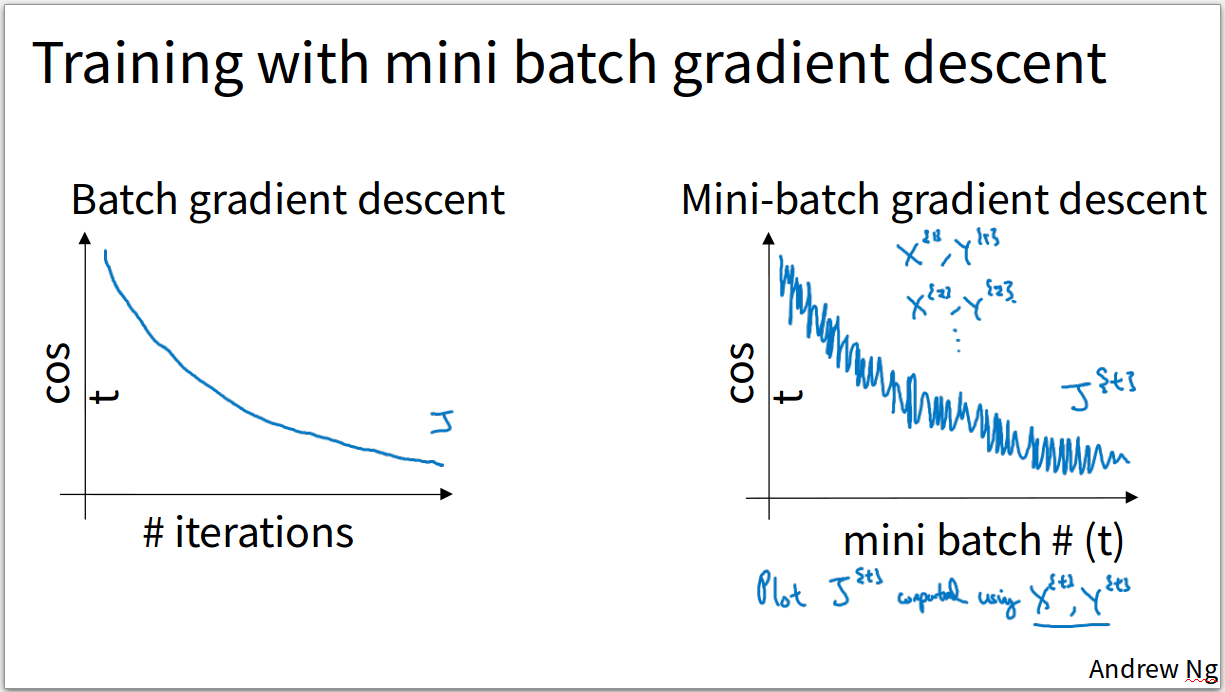 Training with mini batch gradient descent
Batch gradient descent
cos
t
J
# iterations
Mini-batch gradient descent
X^{1}, Y^{1}
X^{2}, Y^{2}
⋮
cos
t
J^{t}
mini batch # (t)
Plot J^{t} computed using X^{t}, Y^{t}
Andrew Ng